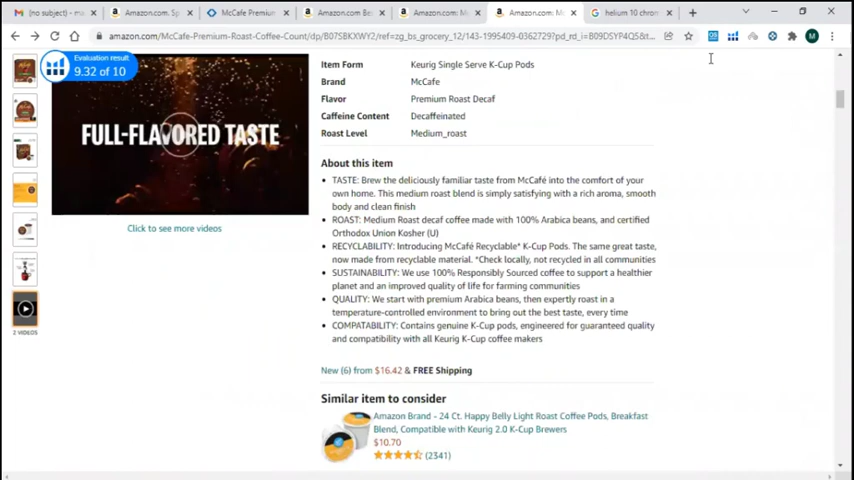 (no subject) - m
Amazon.com. Sp
McCafe Premium
Amazon.com Bes
Amazon.com: M
Amazon.com: Mc
helium 10 chrom
amazon.com/McCafe-Premium-Roast-Coffee-Count/dp/B07SBKXWY2/ref=zg_bs_grocery_12/143-1995409-0362729?pd_rd_i=B09DSYP4QS&t...
M
Evaluation result
9.32 of 10
FULL-FLAVORED TASTE
Click to see more videos
2 VIDEOS
Item Form Keurig Single Serve K-Cup Pods
Brand McCafe
Flavor Premium Roast Decaf
Caffeine Content Decaffeinated
Roast Level Medium_roast
About this item
• TASTE: Brew the deliciously familiar taste from McCafé into the comfort of your
own home. This medium roast blend is simply satisfying with a rich aroma, smooth
body and clean finish
• ROAST: Medium Roast decaf coffee made with 100% Arabica beans, and certified
Orthodox Union Kosher (U)
• RECYCLABILITY: Introducing McCafé Recyclable* K-Cup Pods. The same great taste,
now made from recyclable material. *Check locally, not recycled in all communities
• SUSTAINABILITY: We use 100% Responsibly Sourced coffee to support a healthier
planet and an improved quality of life for farming communities
• QUALITY: We start with premium Arabica beans, then expertly roast in a
temperature-controlled environment to bring out the best taste, every time
• COMPATABILITY: Contains genuine K-Cup pods, engineered for guaranteed quality
and compatibility with all Keurig K-Cup coffee makers
New (6) from $16.42 & FREE Shipping
Similar item to consider
Amazon Brand - 24 Ct. Happy Belly Light Roast Coffee Pods, Breakfast
Blend, Compatible with Keurig 2.0 K-Cup Brewers
$10.70
(2341)